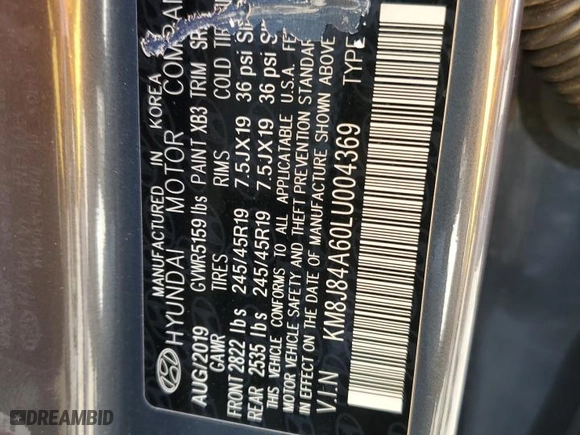 MANUFACTURED IN KOREA
HYUNDAI MOTOR COMPAN
AUG/2019 GVWR5159 lbs PAINT XB3 TRIM
GAWR TIRES RIMS COLD
FRONT 2822 lbs 245/45R19 7.5JX19 36 psi
REAR 2535 lbs 245/45R19 7.5JX19 36 psi
THIS VEHICLE CONFORMS TO ALL APPLICABLE U.S.A. FE
MOTOR VEHICLE SAFETY AND THEFT PREVENTION STANDAR
IN EFFECT ON THE DATE OF MANUFACTURE SHOWN ABOVE
V.I.N KM8J84A60LU004369 TYPE
DREAMBID